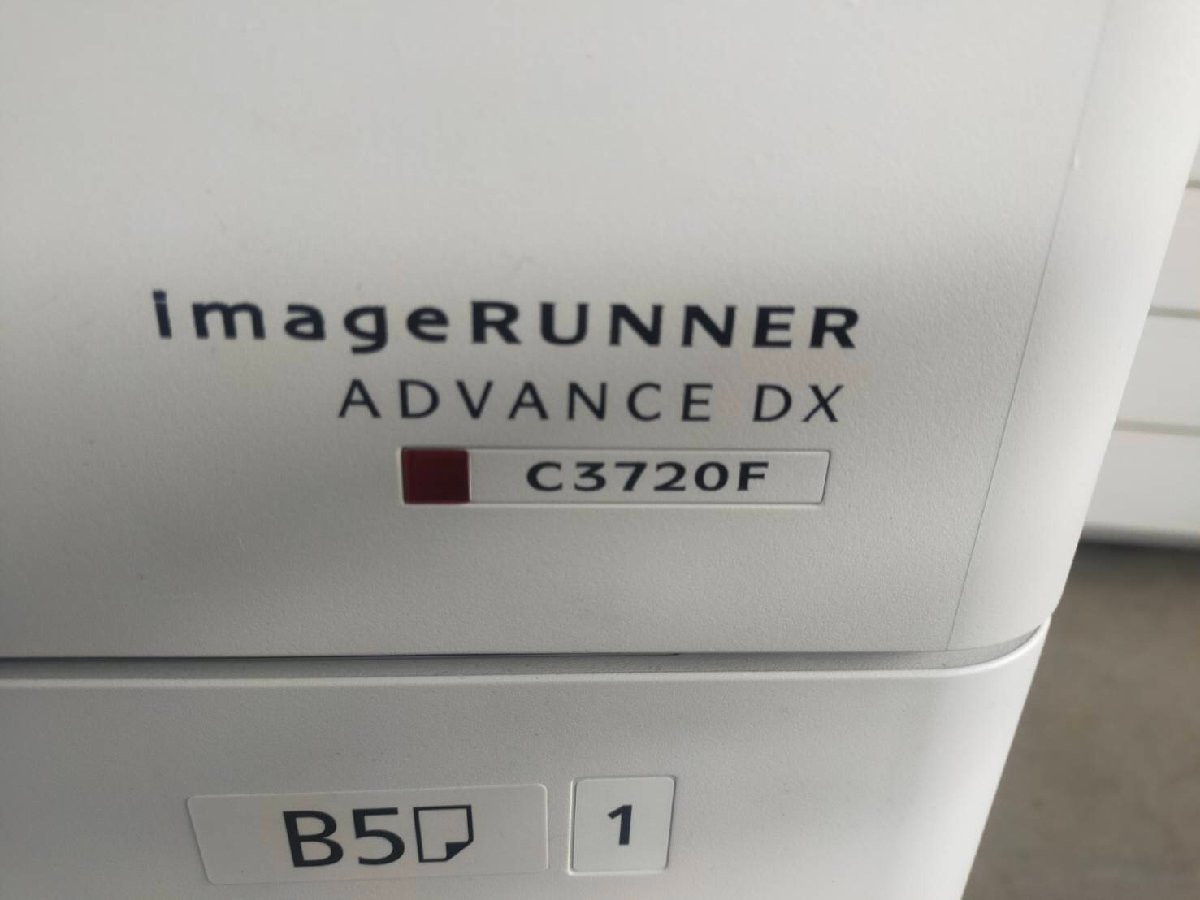 imageRUNNER
ADVANCE DX
C3720F
B5
1